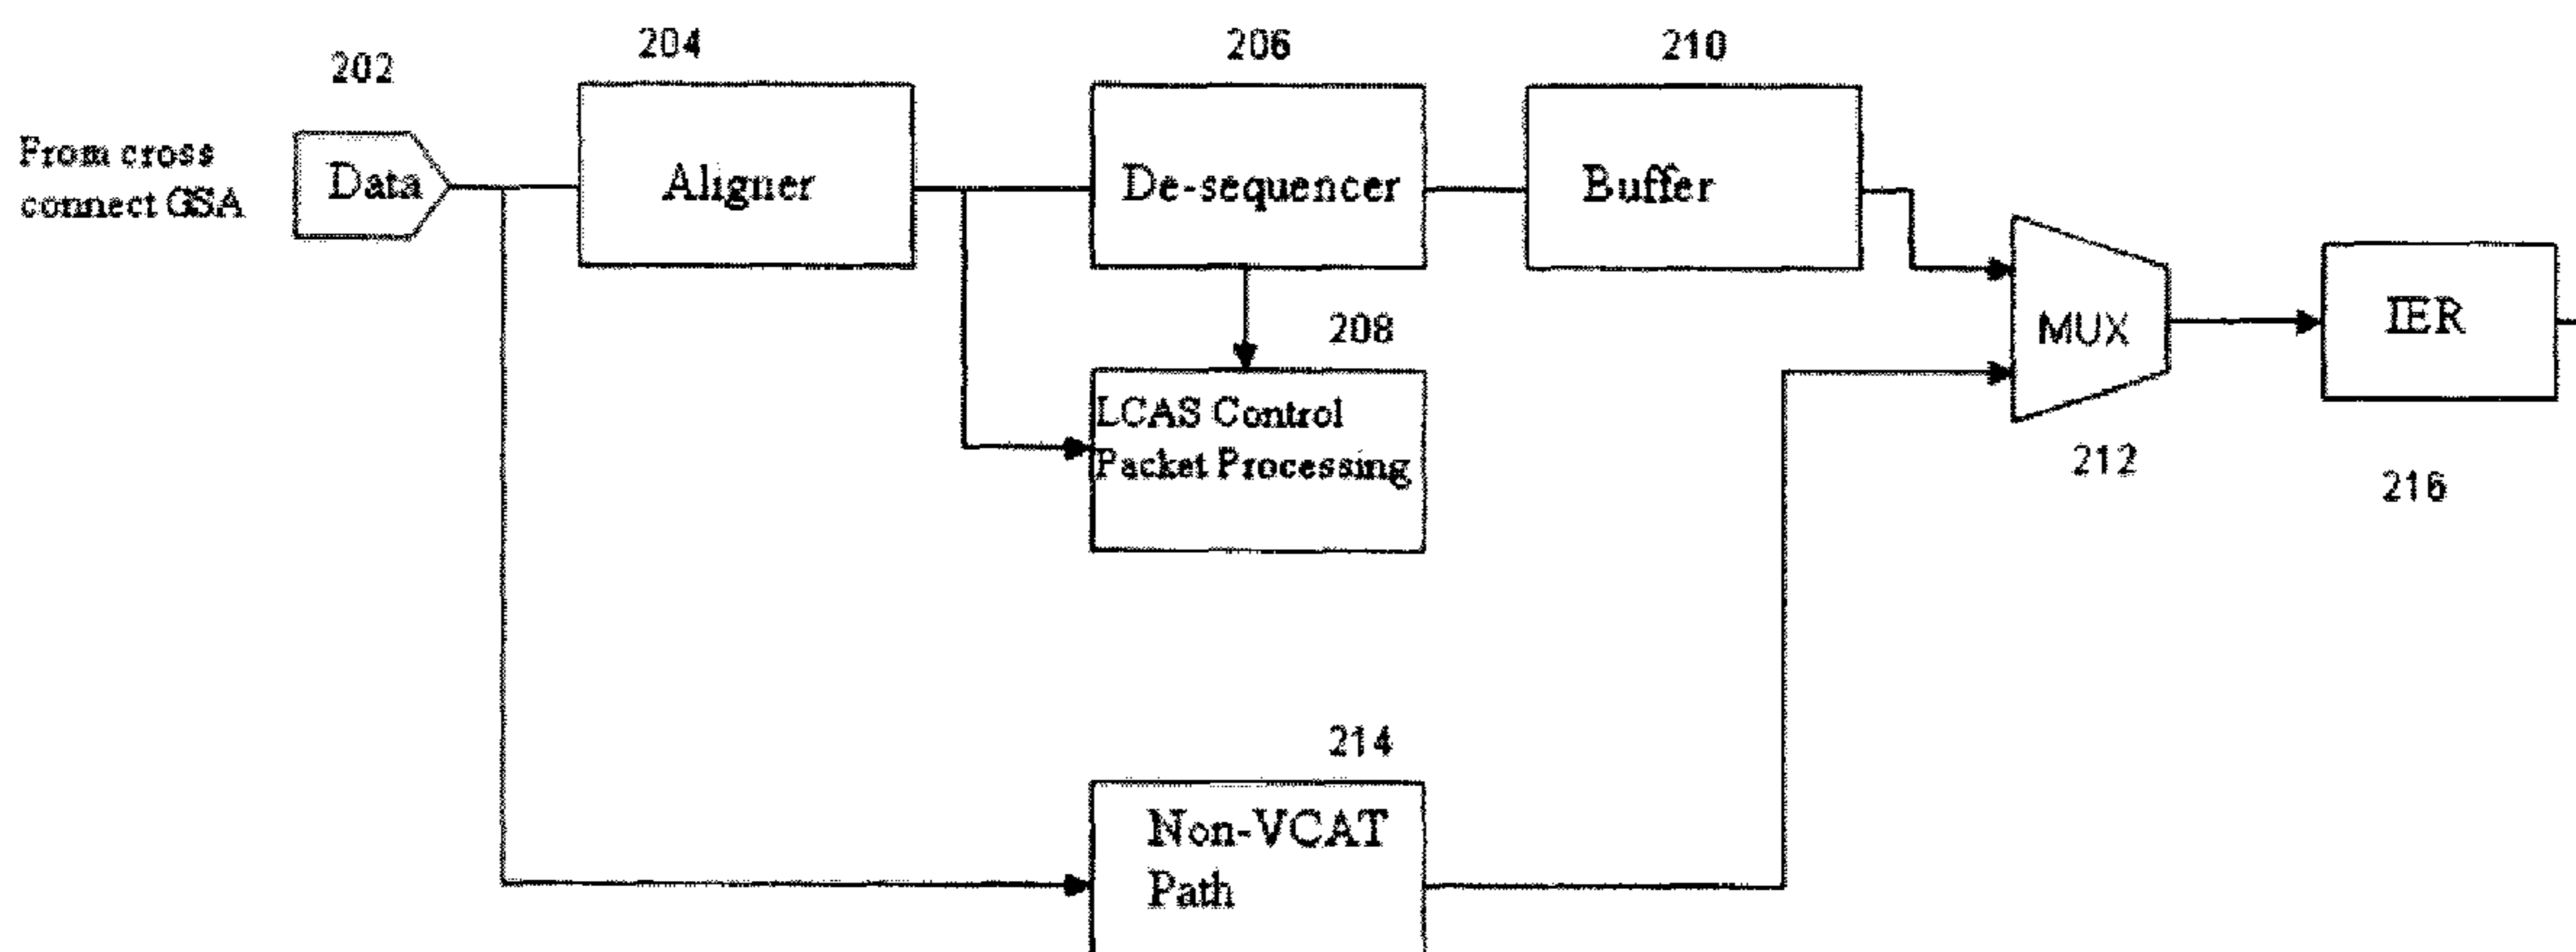 202
204
206
210
From cross
connect GSA
Data
Aligner
De-sequencer
Buffer
208
MUX
IER
LCAS Control
Packet Processing
212
216
214
Non-VCAT
Path